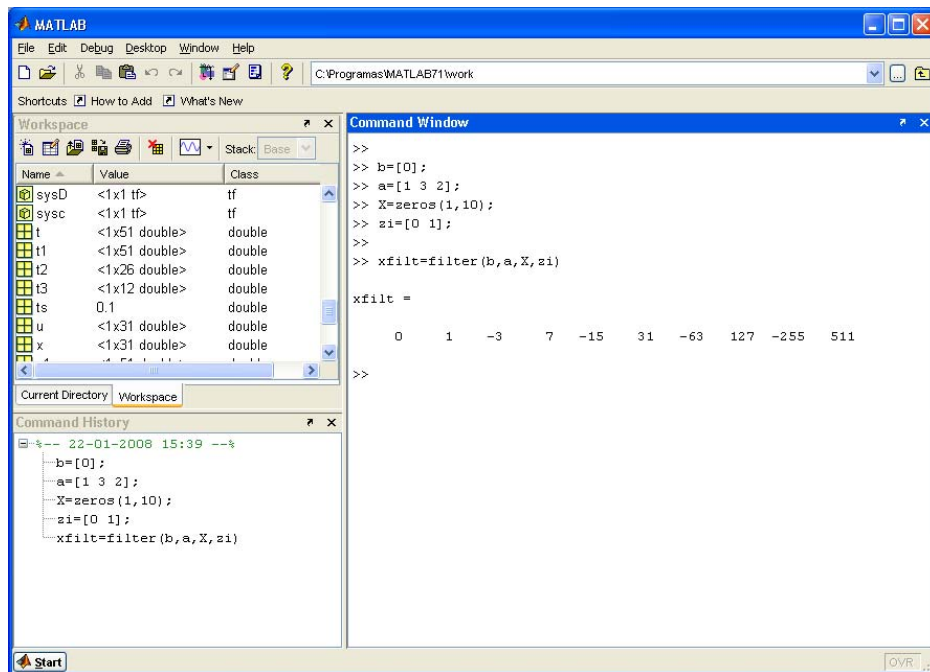 MATLAB
File Edit Debug Desktop Window Help
C:\Programas\MATLAB71\work
Shortcuts How to Add What's New
Workspace
Stack: Base
Name Value Class
sysD <1x1 tf> tf
sysc <1x1 tf> tf
t <1x51 double> double
t1 <1x51 double> double
t2 <1x26 double> double
t3 <1x12 double> double
ts 0.1 double
u <1x31 double> double
x <1x31 double> double
Current Directory Workspace
Command History
%-- 22-01-2008 15:39 --%
b=[0];
a=[1 3 2];
X=zeros(1,10);
zi=[0 1];
xfilt=filter(b,a,X,zi)
Command Window
>>
>> b=[0];
>> a=[1 3 2];
>> X=zeros(1,10);
>> zi=[0 1];
>>
>> xfilt=filter(b,a,X,zi)
xfilt =
0 1 -3 7 -15 31 -63 127 -255 511
>>
Start
OVR